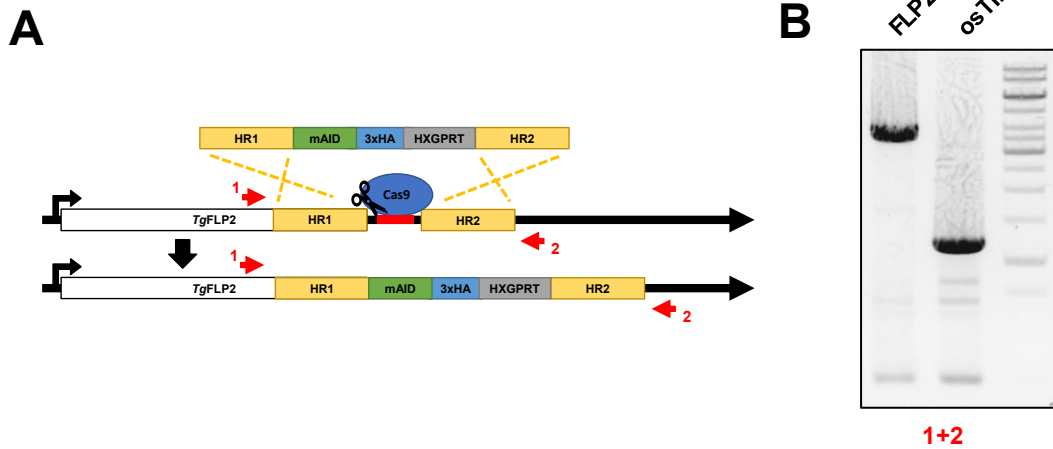 A
HR1 mAID 3xHA HXGPRT HR2
1
Cas9
TgFLP2 HR1 HR2
2
1
TgFLP2 HR1 mAID 3xHA HXGPRT HR2
2
B
1+2